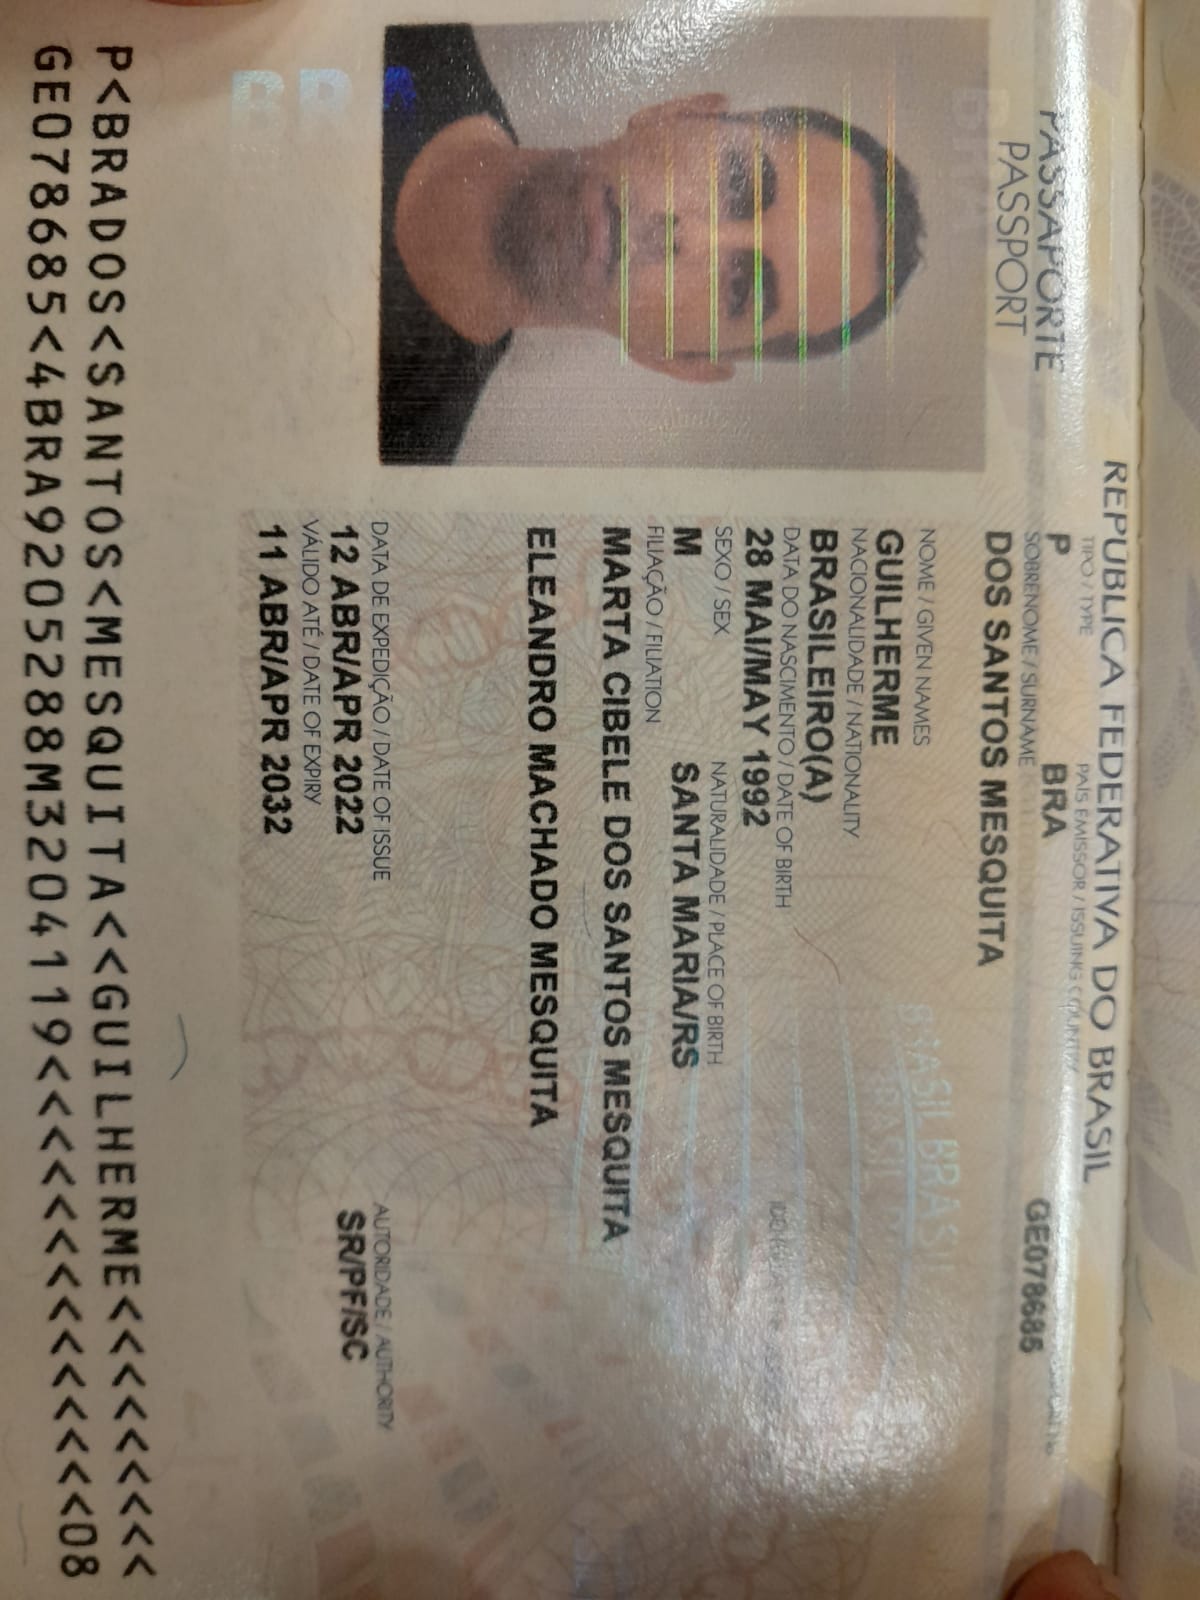 REPÚBLICA FEDERATIVA DO BRASIL
PASSAPORTE
PASSPORT
TIPO / TYPE
PAÍS EMISSOR / ISSUING COUNTRY
P
BRA
GE078685
SOBRENOME / SURNAME
DOS SANTOS MESQUITA
NOME / GIVEN NAMES
GUILHERME
NACIONALIDADE / NATIONALITY
BRASILEIRO(A)
DATA DO NASCIMENTO / DATE OF BIRTH
28 MAI/MAY 1992
SEXO / SEX
NATURALIDADE / PLACE OF BIRTH
M
SANTA MARIA/RS
FILIAÇÃO / FILIATION
MARTA CIBELE DOS SANTOS MESQUITA
ELEANDRO MACHADO MESQUITA
DATA DE EXPEDIÇÃO / DATE OF ISSUE
AUTORIDADE / AUTHORITY
12 ABR/APR 2022
SR/PF/SC
VÁLIDO ATÉ / DATE OF EXPIRY
11 ABR/APR 2032
P<BRADOS<SANTOS<MESQUITA<<GUILHERME<<<<<<<<<
GE078685<4BRA9205288M3204119<<<<<<<<<<<<<<08